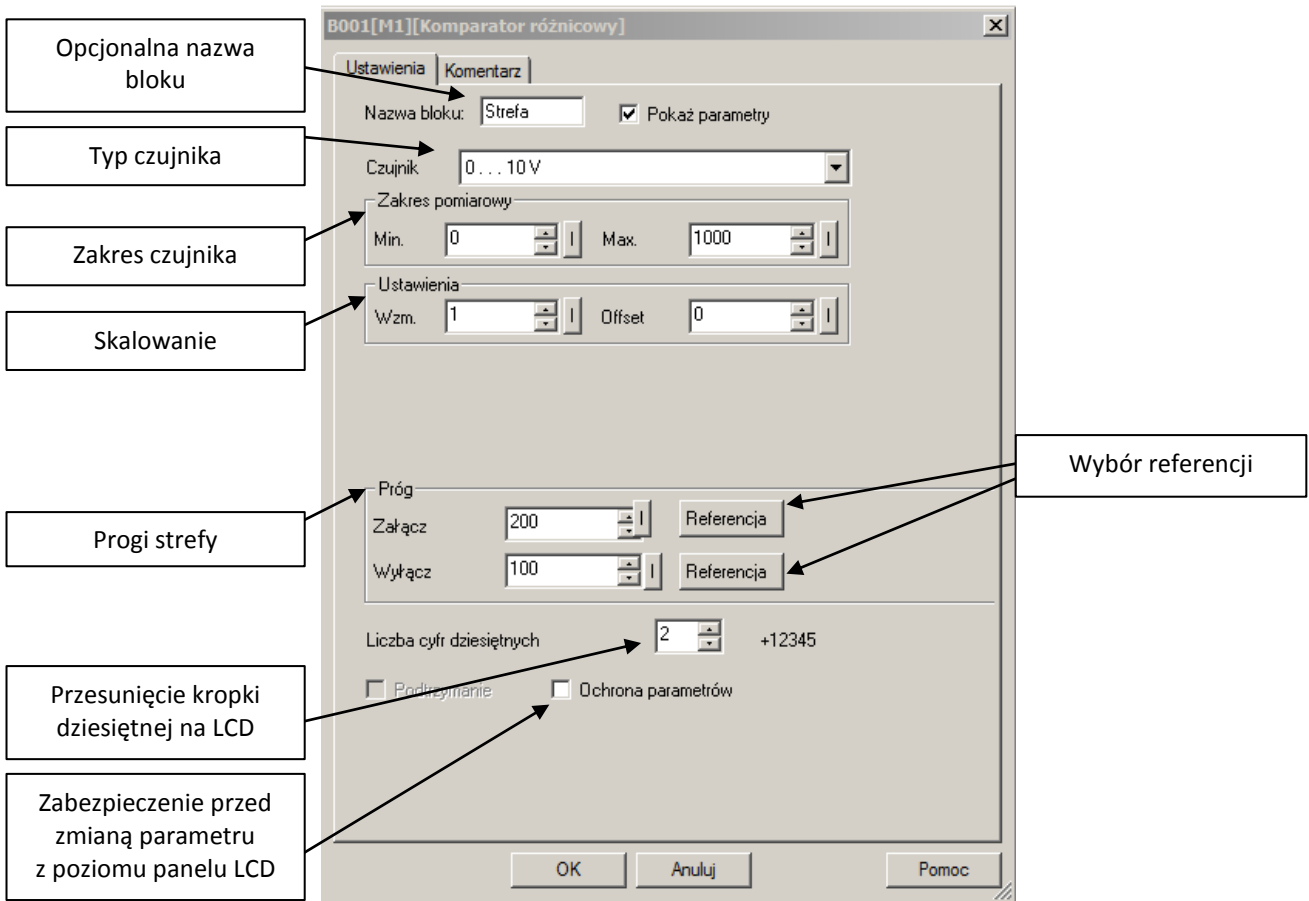 B001[M1][Komparator różnicowy]
Opcjonalna nazwa
bloku
Ustawienia Komentarz
Nazwa bloku: Strefa Pokaż parametry
Typ czujnika
Czujnik 0...10V
Zakres pomiarowy
Zakres czujnika
Min. 0 Max. 1000
Ustawienia
Wzm. 1 Offset 0
Skalowanie
Wybór referencji
Próg
Załącz 200 Referencja
Progi strefy
Wyłącz 100 Referencja
Liczba cyfr dziesiętnych 2 +12345
Przesunięcie kropki
dziesiętnej na LCD
Podtrzymanie Ochrona parametrów
Zabezpieczenie przed
zmianą parametru
z poziomu panelu LCD
OK Anuluj Pomoc